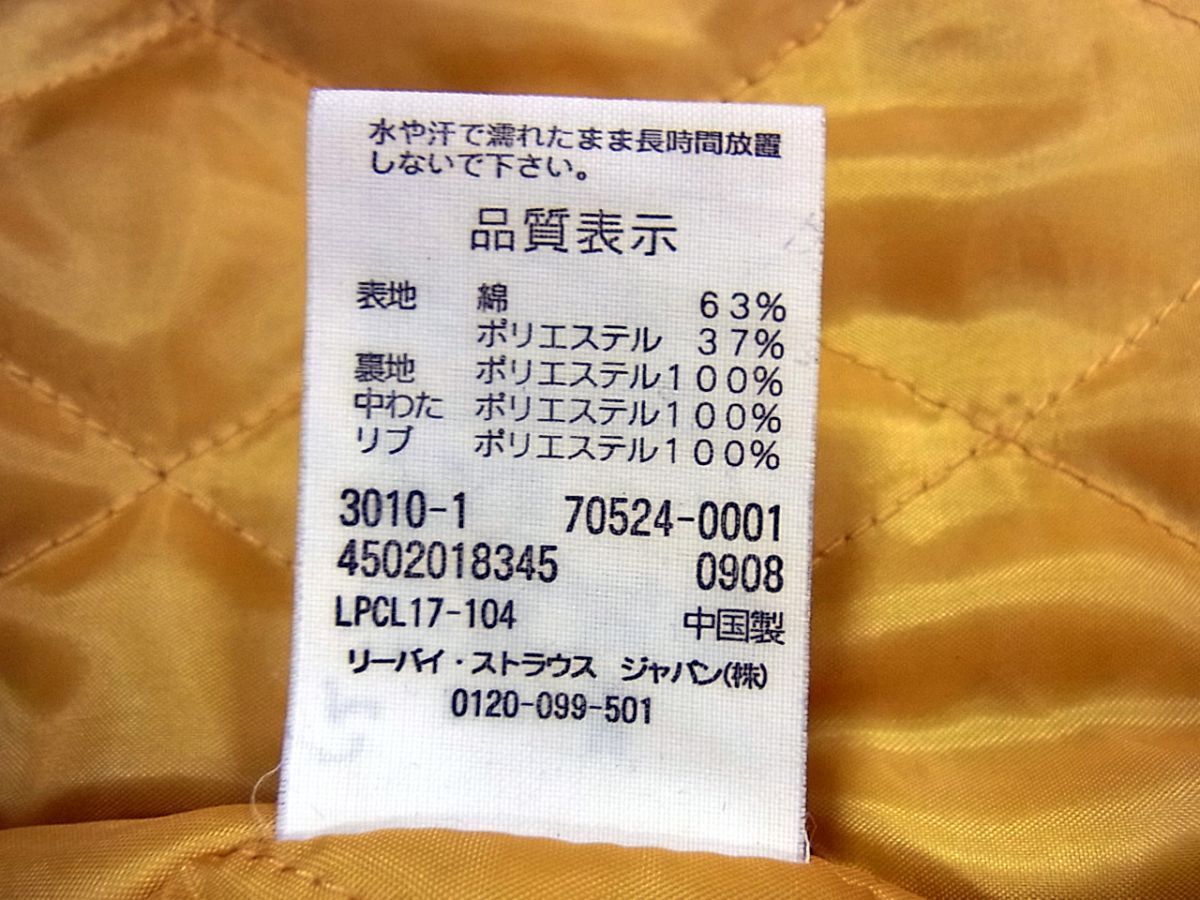 水や汗で濡れたまま長時間放置
しないで下さい。
品質表示
表地 綿 63%
ポリエステル 37%
裏地 ポリエステル100%
中わた ポリエステル100%
リブ ポリエステル100%
3010-1 70524-0001
4502018345 0908
LPCL17-104 中国製
リーバイ・ストラウス ジャパン(株)
0120-099-501